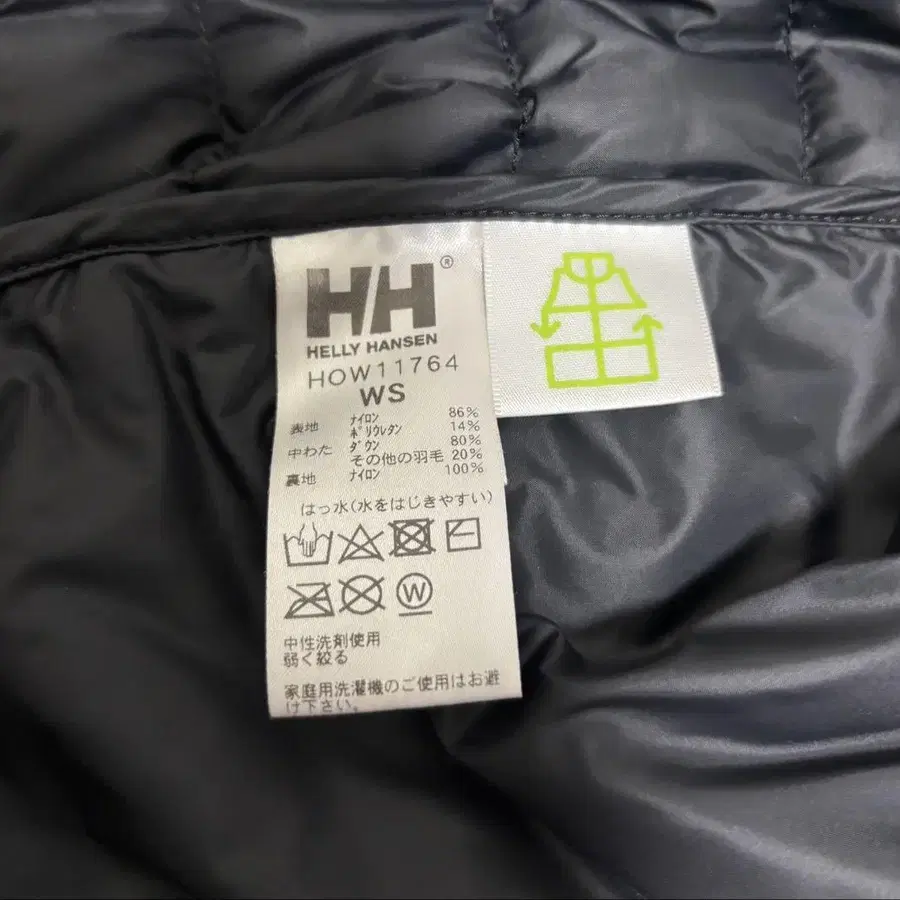 HH®
HELLY HANSEN
HOW11764
WS
表地 ﾅｲﾛﾝ 86%
ﾎﾟﾘｳﾚﾀﾝ 14%
中わた ﾀﾞｳﾝ 80%
その他の羽毛 20%
裏地 ﾅｲﾛﾝ 100%
はっ水(水をはじきやすい)
W
中性洗剤使用
弱く絞る
家庭用洗濯機のご使用はお避
け下さい。